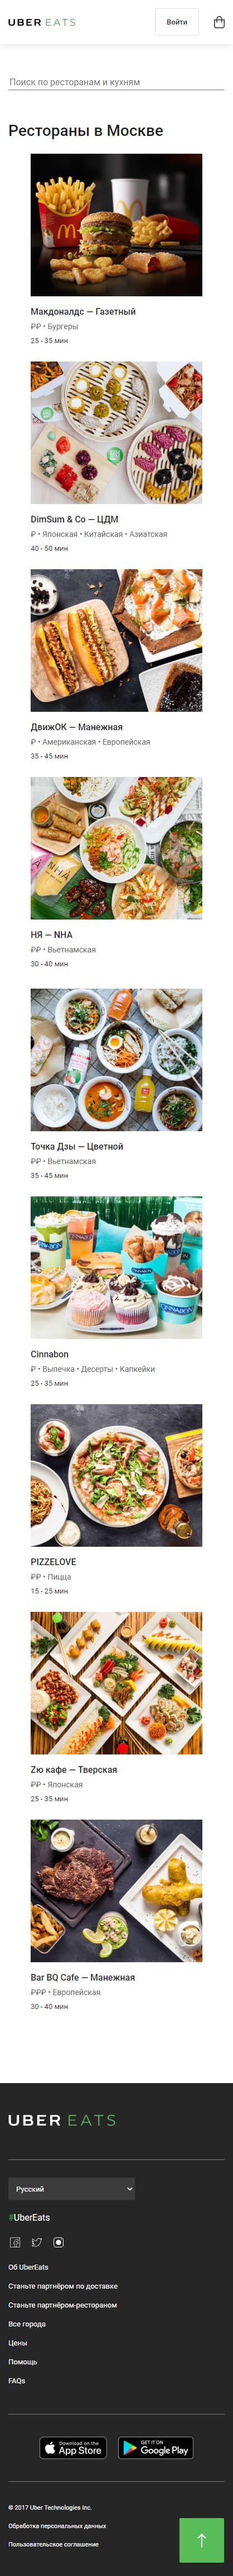 UBER EATS
Войти
Поиск по ресторанам и кухням
Рестораны в Москве
Макдоналдс — Газетный
₽₽ • Бургеры
25 - 35 мин
DimSum & Co — ЦДМ
₽ • Японская • Китайская • Азиатская
40 - 50 мин
ДвижОК — Манежная
₽ • Американская • Европейская
35 - 45 мин
NHA
НЯ — NHA
₽₽ • Вьетнамская
30 - 40 мин
Точка Дзы — Цветной
₽₽ • Вьетнамская
35 - 45 мин
CINNABON
Cinnabon
₽ • Выпечка • Десерты • Капкейки
25 - 35 мин
PIZZELOVE
₽₽ • Пицца
15 - 25 мин
Zю кафе — Тверская
₽₽ • Японская
25 - 35 мин
Bar BQ Cafe — Манежная
₽₽₽ • Европейская
30 - 40 мин
UBER EATS
Русский
#UberEats
Об UberEats
Станьте партнёром по доставке
Станьте партнёром-рестораном
Все города
Цены
Помощь
FAQs
Download on the
App Store
GET IT ON
Google Play
© 2017 Uber Technologies Inc.
Обработка персональных данных
Пользовательское соглашение